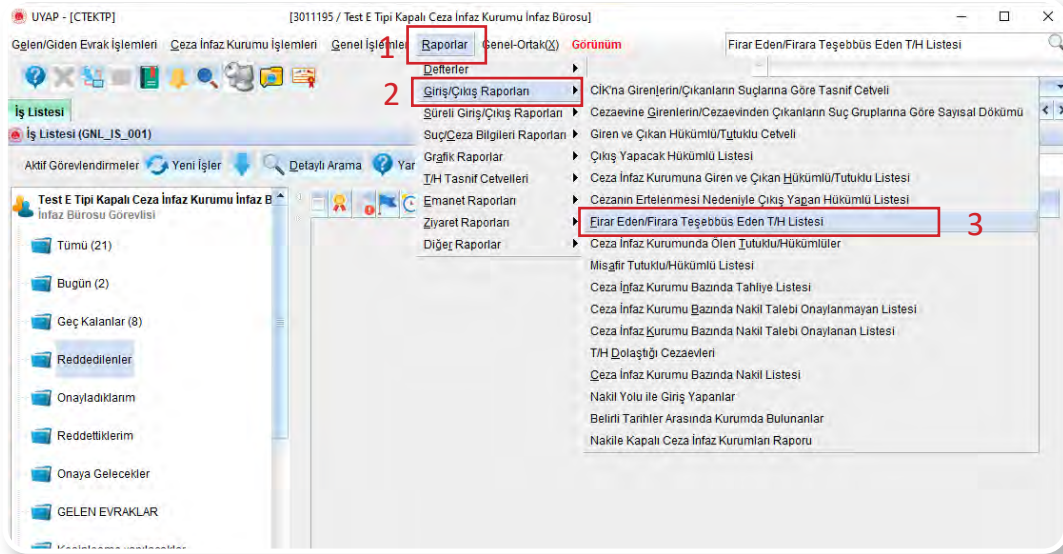 UYAP - [CTEKTP] [3011195 / Test E Tipi Kapalı Ceza İnfaz Kurumu İnfaz Bürosu]
Gelen/Giden Evrak İşlemleri Ceza İnfaz Kurumu İşlemleri Genel İşlemler 1 Raporlar Genel-Ortak(X) Görünüm Firar Eden/Firara Teşebbüs Eden T/H Listesi
Defterler
2 Giriş/Çıkış Raporları
Süreli Giriş/Çıkış Raporları
Suç/Ceza Bilgileri Raporları
Grafik Raporlar
T/H Tasnif Cetvelleri
Emanet Raporları
Ziyaret Raporları
Diğer Raporlar
CİK'na Girenlerin/Çıkanların Suçlarına Göre Tasnif Cetveli
Cezaevine Girenlerin/Cezaevinden Çıkanların Suç Gruplarına Göre Sayısal Dökümü
Giren ve Çıkan Hükümlü/Tutuklu Cetveli
Çıkış Yapacak Hükümlü Listesi
Ceza İnfaz Kurumuna Giren ve Çıkan Hükümlü/Tutuklu Listesi
Cezanın Ertelenmesi Nedeniyle Çıkış Yapan Hükümlü Listesi
Firar Eden/Firara Teşebbüs Eden T/H Listesi 3
Ceza İnfaz Kurumunda Ölen Tutuklu/Hükümlüler
Misafir Tutuklu/Hükümlü Listesi
Ceza İnfaz Kurumu Bazında Tahliye Listesi
Ceza İnfaz Kurumu Bazında Nakil Talebi Onaylanmayan Listesi
Ceza İnfaz Kurumu Bazında Nakil Talebi Onaylanan Listesi
T/H Dolaştığı Cezaevleri
Ceza İnfaz Kurumu Bazında Nakil Listesi
Nakil Yolu ile Giriş Yapanlar
Belirli Tarihler Arasında Kurumda Bulunanlar
Nakile Kapalı Ceza İnfaz Kurumları Raporu
İş Listesi
İş Listesi (GNL_IS_001)
Aktif Görevlendirmeler Yeni İşler Detaylı Arama Yar
Test E Tipi Kapalı Ceza İnfaz Kurumu İnfaz B
İnfaz Bürosu Görevlisi
Tümü (21)
Bugün (2)
Geç Kalanlar (8)
Reddedilenler
Onayladıklarım
Reddettiklerim
Onaya Gelecekler
GELEN EVRAKLAR